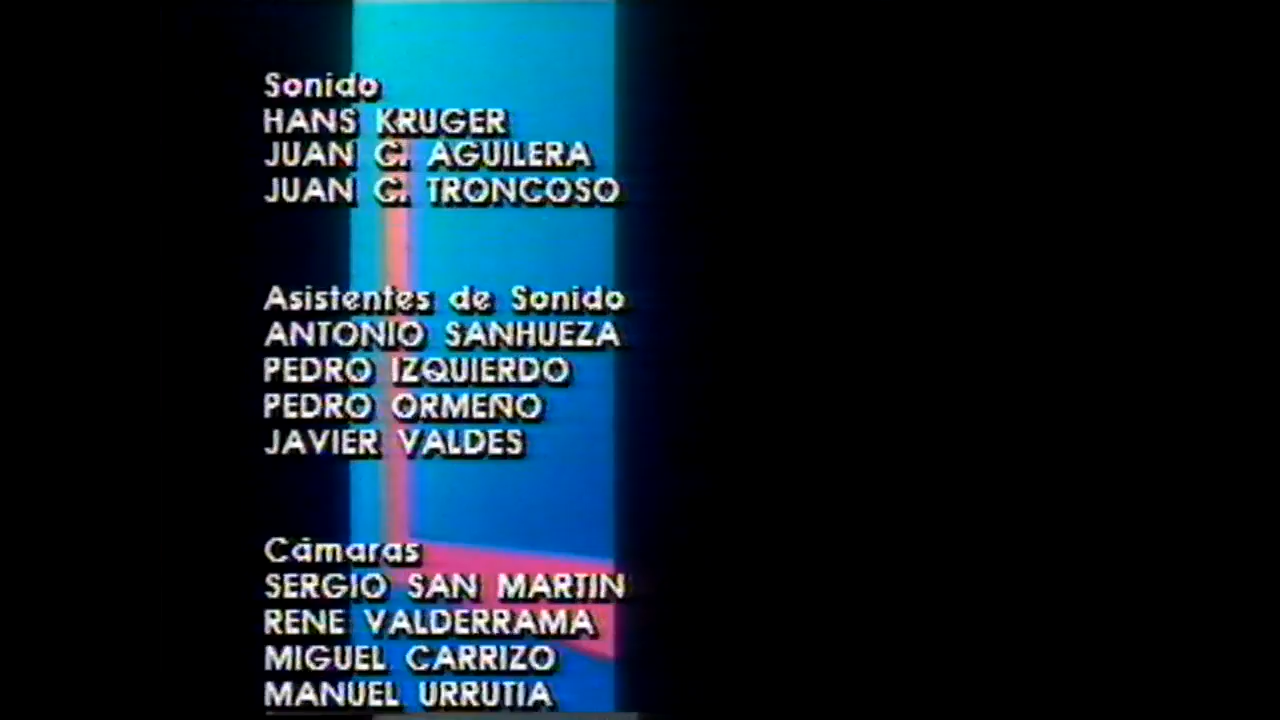 Sonido
HANS KRUGER
JUAN C. AGUILERA
JUAN C. TRONCOSO
Asistentes de Sonido
ANTONIO SANHUEZA
PEDRO IZQUIERDO
PEDRO ORMEÑO
JAVIER VALDES
Cámaras
SERGIO SAN MARTIN
RENE VALDERRAMA
MIGUEL CARRIZO
MANUEL URRUTIA